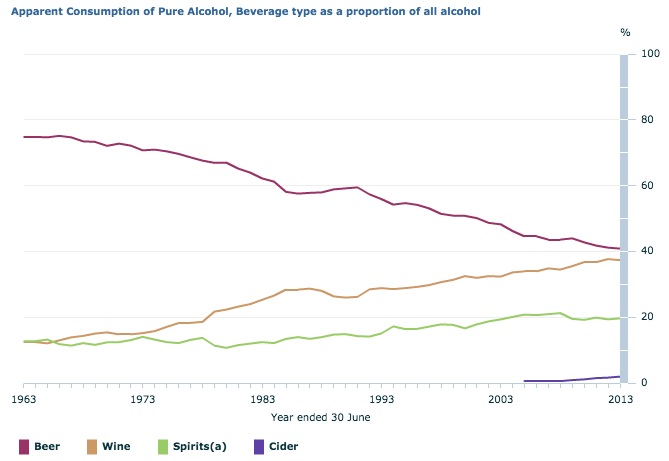 Apparent Consumption of Pure Alcohol, Beverage type as a proportion of all alcohol
%
100
80
60
40
20
0
1963 1973 1983 1993 2003 2013
Year ended 30 June
Beer Wine Spirits(a) Cider